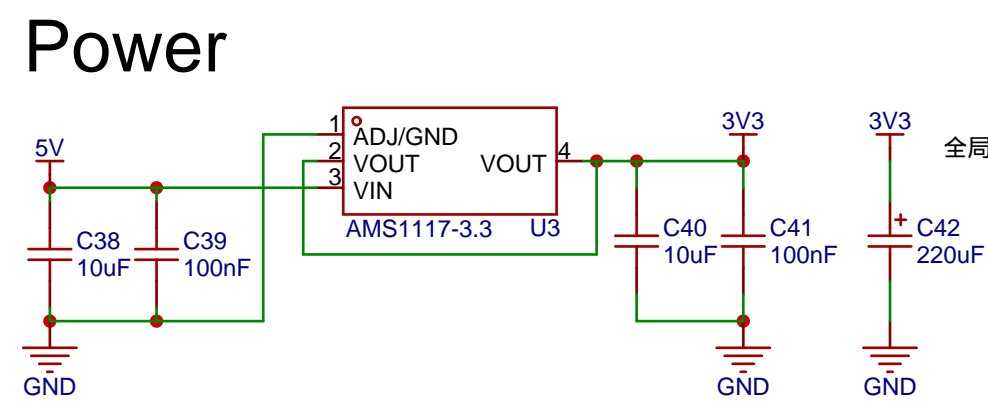 Power
5V
C38
10uF
C39
100nF
GND
1
2
3
ADJ/GND
VOUT
VIN
VOUT
4
AMS1117-3.3
U3
3V3
C40
10uF
C41
100nF
GND
3V3
+
C42
220uF
GND
全局